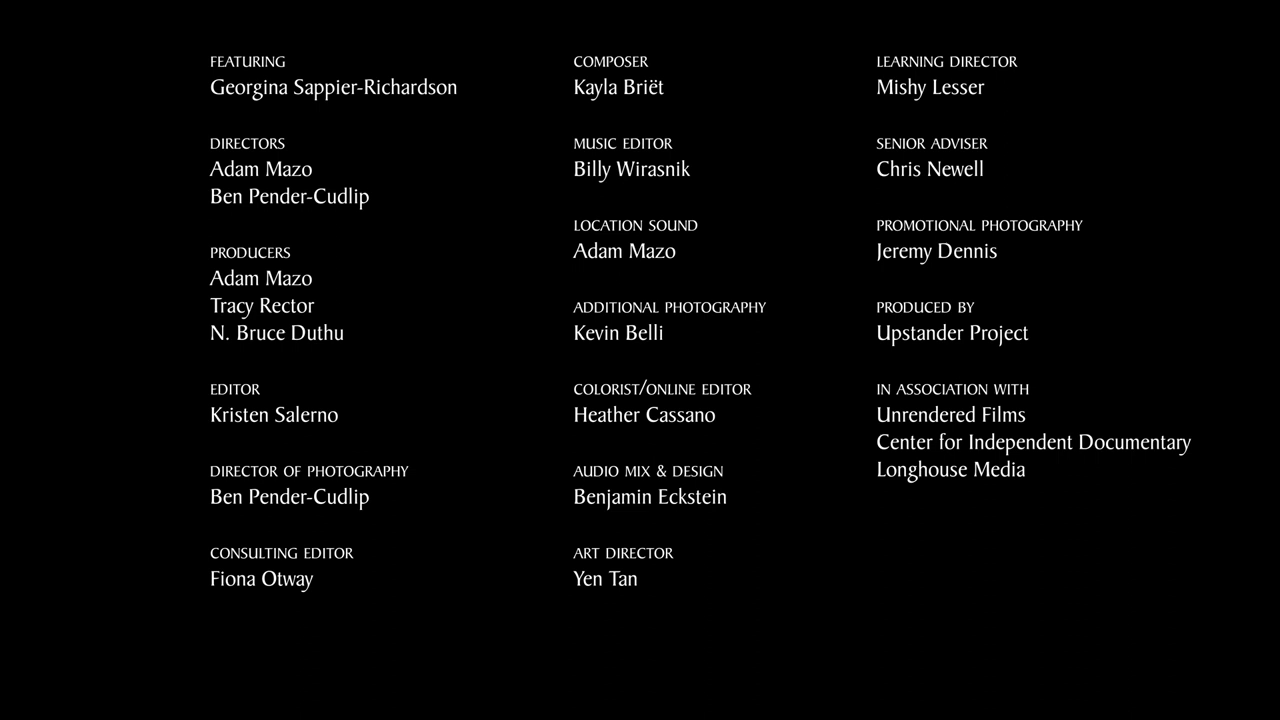 FEATURING
Georgina Sappier-Richardson
DIRECTORS
Adam Mazo
Ben Pender-Cudlip
PRODUCERS
Adam Mazo
Tracy Rector
N. Bruce Duthu
EDITOR
Kristen Salerno
DIRECTOR OF PHOTOGRAPHY
Ben Pender-Cudlip
CONSULTING EDITOR
Fiona Otway
COMPOSER
Kayla Briët
MUSIC EDITOR
Billy Wirasnik
LOCATION SOUND
Adam Mazo
ADDITIONAL PHOTOGRAPHY
Kevin Belli
COLORIST/ONLINE EDITOR
Heather Cassano
AUDIO MIX & DESIGN
Benjamin Eckstein
ART DIRECTOR
Yen Tan
LEARNING DIRECTOR
Mishy Lesser
SENIOR ADVISER
Chris Newell
PROMOTIONAL PHOTOGRAPHY
Jeremy Dennis
PRODUCED BY
Upstander Project
IN ASSOCIATION WITH
Unrendered Films
Center for Independent Documentary
Longhouse Media